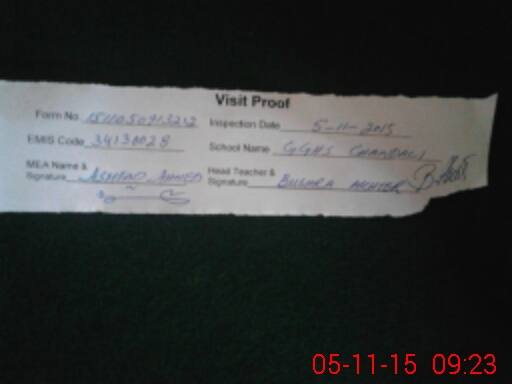 Visit Proof
Form No. 1511050913212 Inspection Date 5-11-2015
EMIS Code 34130028 School Name GGHS CHANDALI
MEA Name & Signature ASHFAQ AHMED Head Teacher & Signature BUSHRA AKHTER
05-11-15 09:23